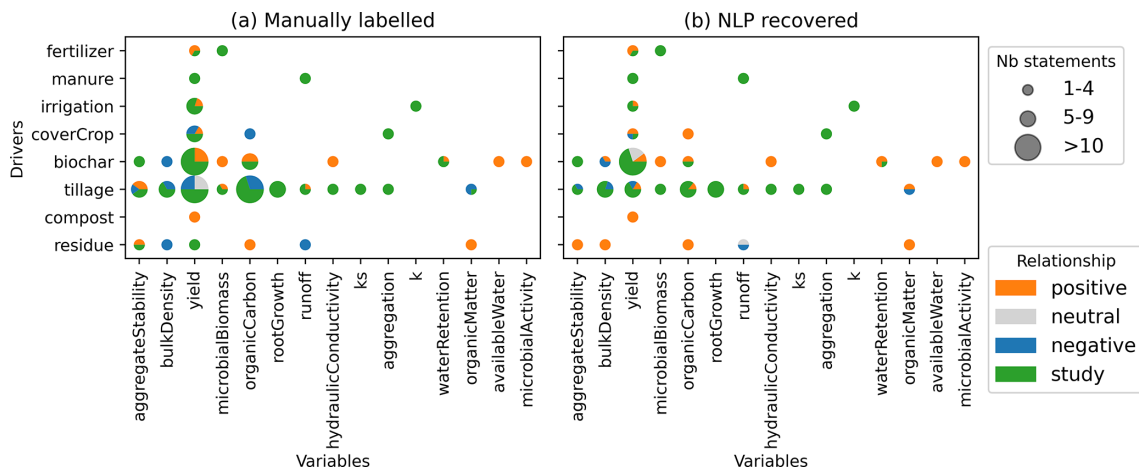 (a) Manually labelled
(b) NLP recovered
Drivers
fertilizer
manure
irrigation
coverCrop
biochar
tillage
compost
residue
aggregateStability
bulkDensity
yield
microbialBiomass
organicCarbon
rootGrowth
runoff
hydraulicConductivity
ks
aggregation
k
waterRetention
organicMatter
availableWater
microbialActivity
Variables
aggregateStability
bulkDensity
yield
microbialBiomass
organicCarbon
rootGrowth
runoff
hydraulicConductivity
ks
aggregation
k
waterRetention
organicMatter
availableWater
microbialActivity
Variables
Nb statements
1-4
5-9
>10
Relationship
positive
neutral
negative
study